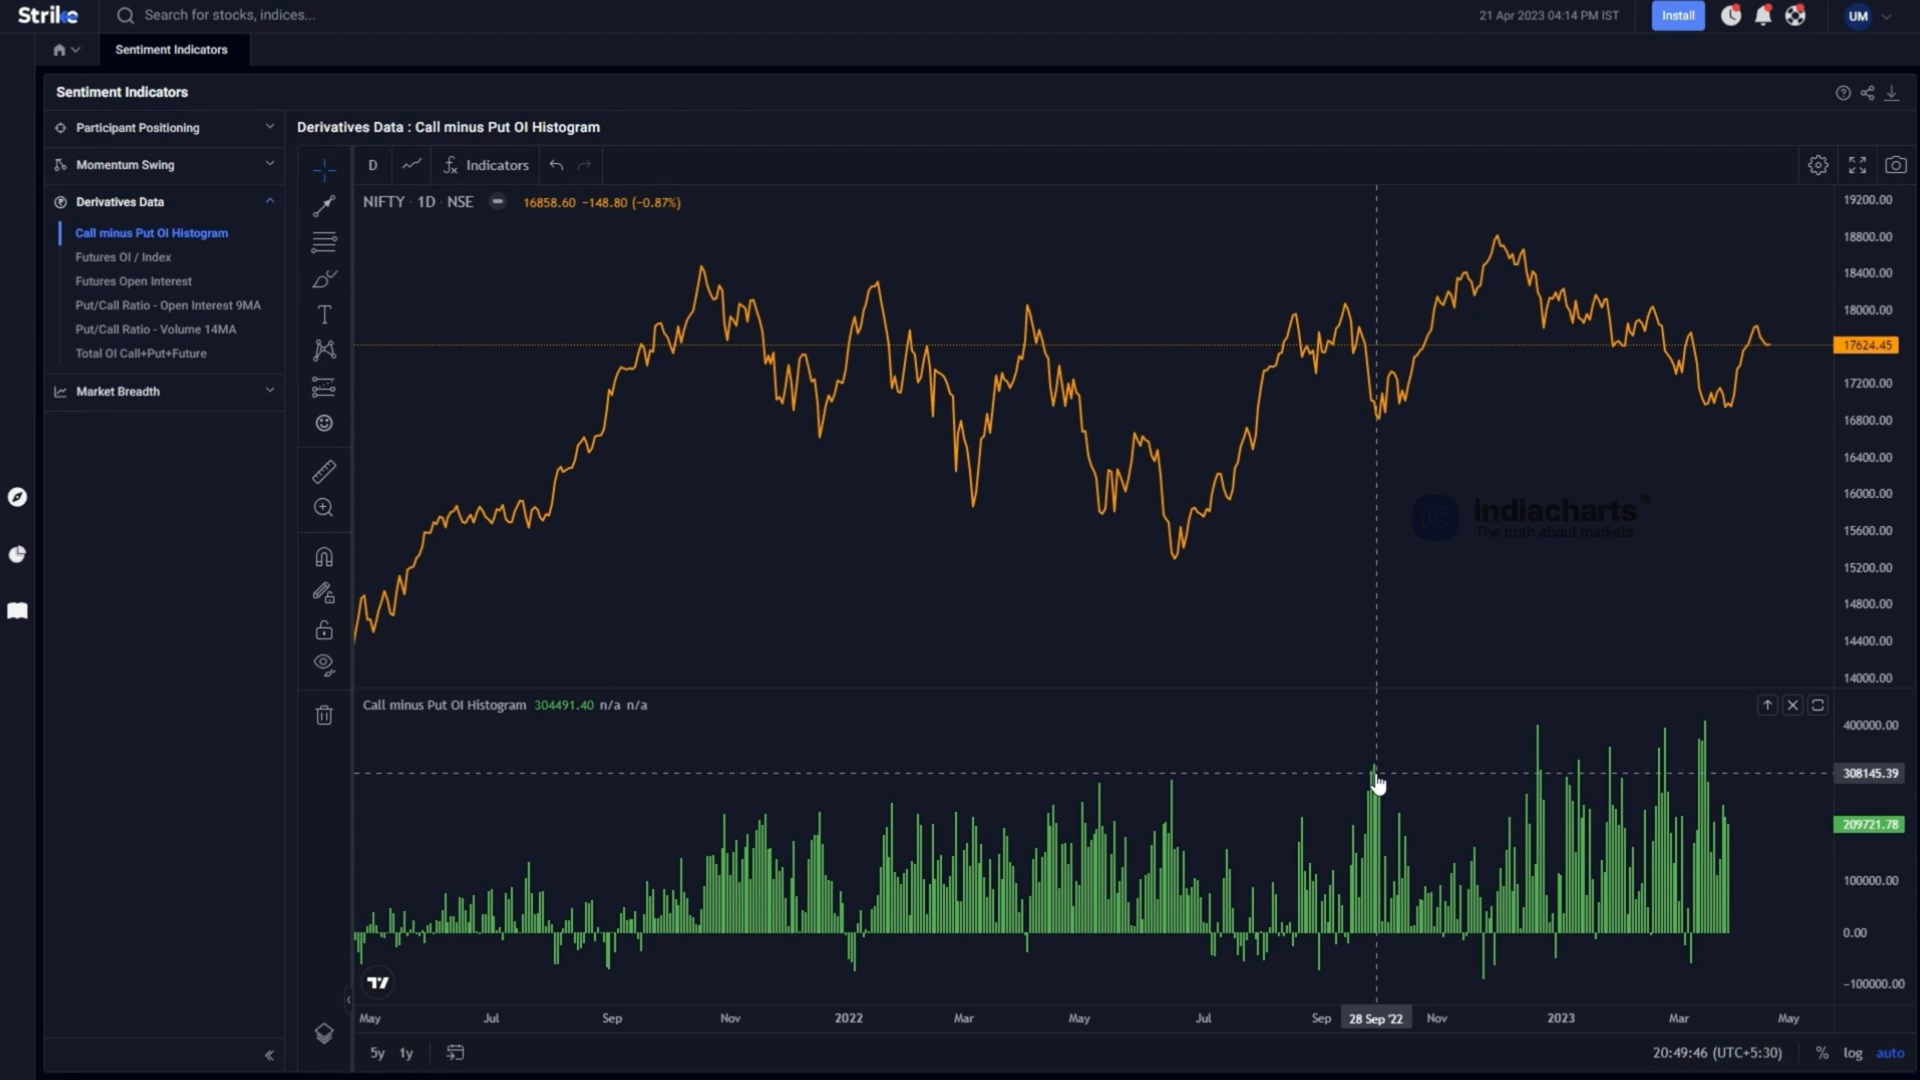 Strike
Search for stocks, indices...
21 Apr 2023 04:14 PM IST
Install
UM
Sentiment Indicators
Sentiment Indicators
Participant Positioning
Momentum Swing
Derivatives Data
Call minus Put OI Histogram
Futures OI / Index
Futures Open Interest
Put/Call Ratio - Open Interest 9MA
Put/Call Ratio - Volume 14MA
Total OI Call+Put+Future
Market Breadth
Derivatives Data : Call minus Put OI Histogram
D
Indicators
NIFTY · 1D · NSE 16858.60 −148.80 (−0.87%)
19200.00
18800.00
18400.00
18000.00
17624.45
17200.00
16800.00
16400.00
16000.00
15600.00
15200.00
14800.00
14400.00
14000.00
indiacharts®
The truth about markets
Call minus Put OI Histogram 304491.40 n/a n/a
400000.00
308145.39
209721.78
100000.00
0.00
−100000.00
May Jul Sep Nov 2022 Mar May Jul Sep 28 Sep '22 Nov 2023 Mar May
5y 1y
20:49:46 (UTC+5:30) % log auto